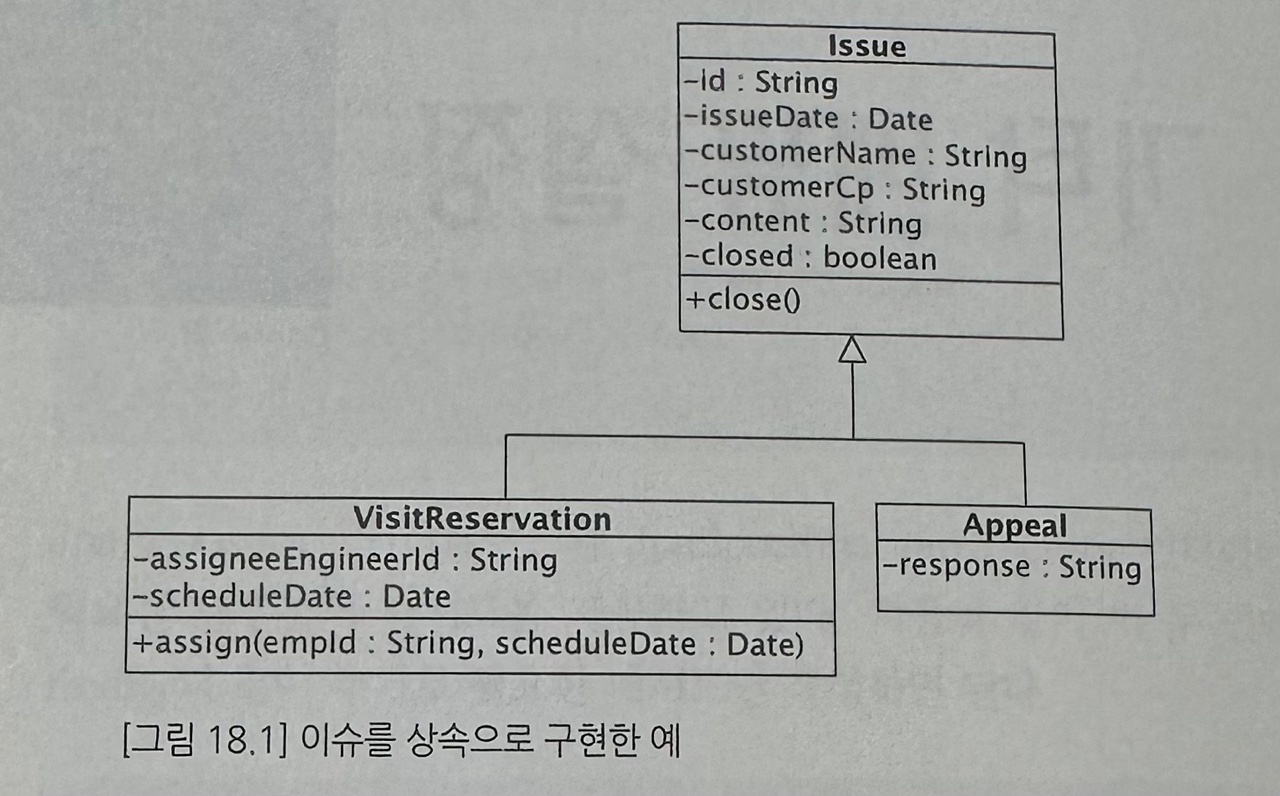 Issue
-id : String
-issueDate : Date
-customerName : String
-customerCp : String
-content : String
-closed : boolean
+close()
VisitReservation
-assigneeEngineerId : String
-scheduleDate : Date
+assign(empId : String, scheduleDate : Date)
Appeal
-response : String
[그림 18.1] 이슈를 상속으로 구현한 예